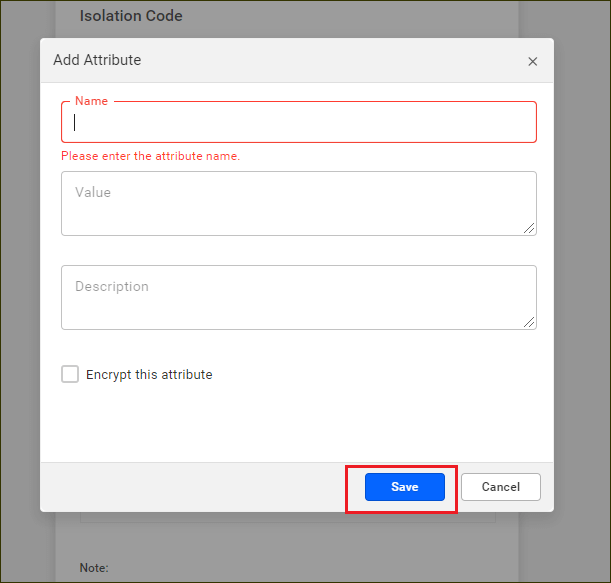 Isolation Code
Add Attribute
×
Name
Please enter the attribute name.
Value
Description
Encrypt this attribute
Save
Cancel
Note: